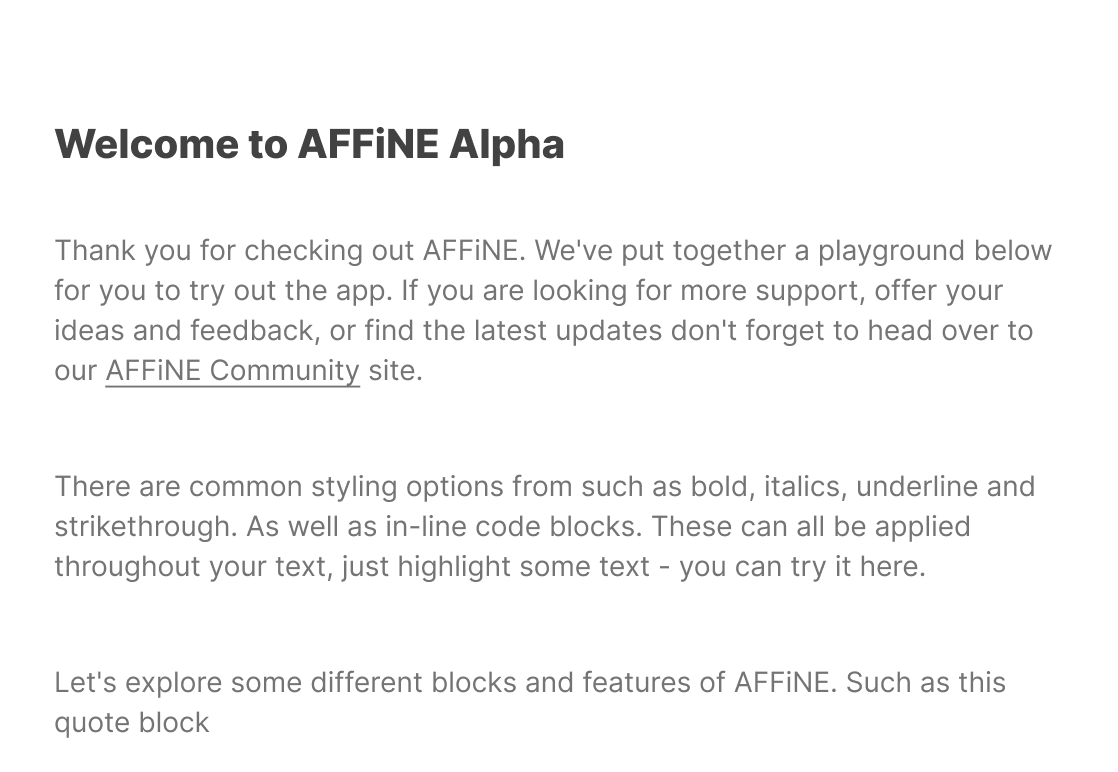 Welcome to AFFiNE Alpha
Thank you for checking out AFFiNE. We've put together a playground below
for you to try out the app. If you are looking for more support, offer your
ideas and feedback, or find the latest updates don't forget to head over to
our AFFiNE Community site.
There are common styling options from such as bold, italics, underline and
strikethrough. As well as in-line code blocks. These can all be applied
throughout your text, just highlight some text - you can try it here.
Let's explore some different blocks and features of AFFiNE. Such as this
quote block